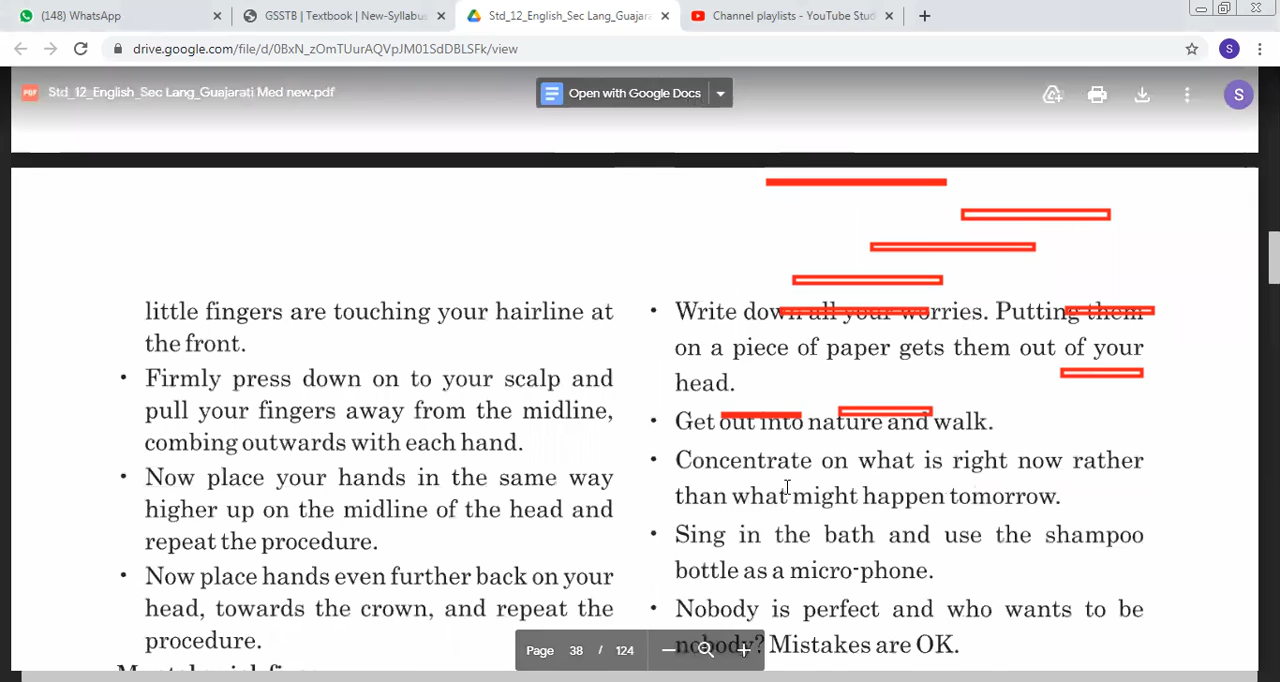 (148) WhatsApp
GSSTB | Textbook | New-Syllabu
Std_12_English_Sec Lang_Guajara
Channel playlists - YouTube Stud
drive.google.com/file/d/0BxN_zOmTUurAQVpJM01SdDBLSFk/view
S
PDF
Std_12_English_Sec Lang_Guajarati Med new.pdf
Open with Google Docs
S
little fingers are touching your hairline at
the front.
• Firmly press down on to your scalp and
pull your fingers away from the midline,
combing outwards with each hand.
• Now place your hands in the same way
higher up on the midline of the head and
repeat the procedure.
• Now place hands even further back on your
head, towards the crown, and repeat the
procedure.
• Write down all your worries. Putting them
on a piece of paper gets them out of your
head.
• Get out into nature and walk.
• Concentrate on what is right now rather
than what might happen tomorrow.
• Sing in the bath and use the shampoo
bottle as a micro-phone.
• Nobody is perfect and who wants to be
nobody? Mistakes are OK.
Page 38 / 124